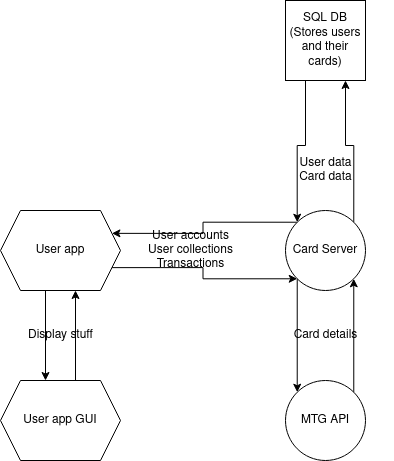 SQL DB
(Stores users
and their
cards)
User data
Card data
User accounts
User collections
Transactions
User app
Card Server
Display stuff
Card details
User app GUI
MTG API